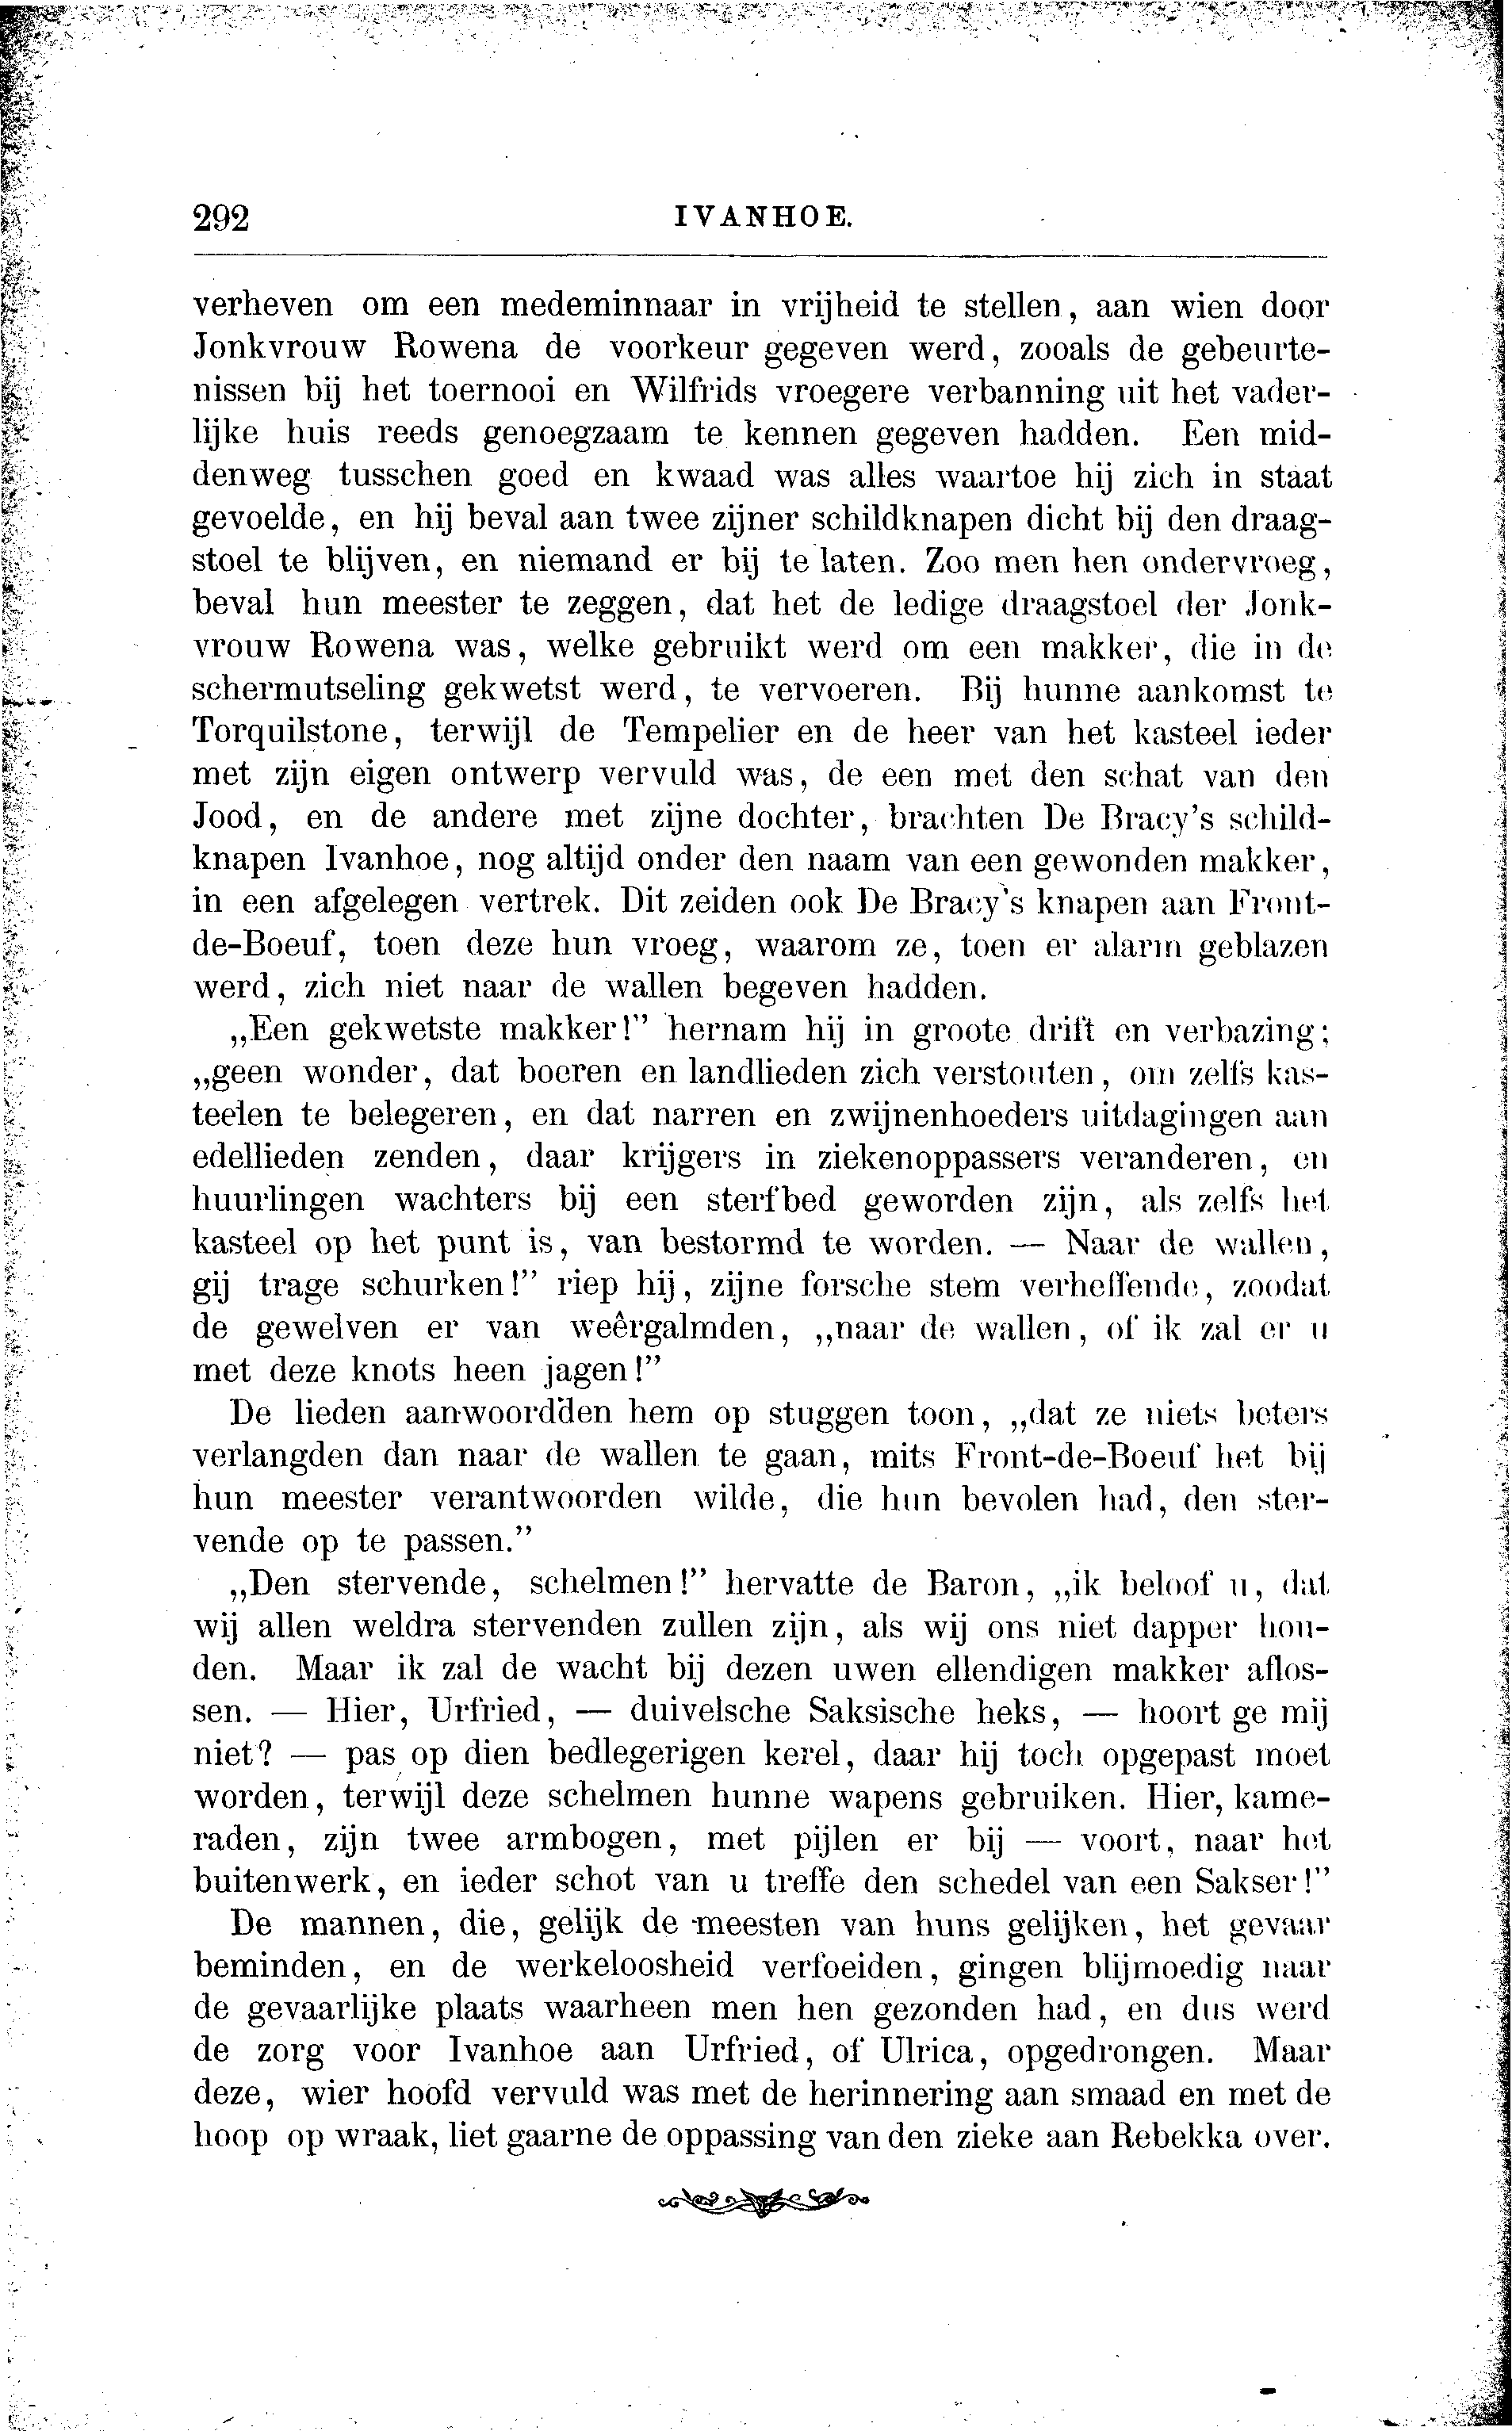 292 IVANHOE.
verheven om een medeminnaar in vrijheid te stellen, aan wien door
Jonkvrouw Rowena de voorkeur gegeven werd, zooals de gebeurte-
nissen bij het toernooi en Wilfrids vroegere verbanning uit het vader-
lijke huis reeds genoegzaam te kennen gegeven hadden. Een mid-
denweg tusschen goed en kwaad was alles waartoe hij zich in staat
gevoelde, en hij beval aan twee zijner schildknapen dicht bij den draag-
stoel te blijven, en niemand er bij te laten. Zoo men hen ondervroeg,
beval hun meester te zeggen, dat het de ledige draagstoel der Jonk-
vrouw Rowena was, welke gebruikt werd om een makker, die in de
schermutseling gekwetst werd, te vervoeren. Bij hunne aankomst te
Torquilstone, terwijl de Tempelier en de heer van het kasteel ieder
met zijn eigen ontwerp vervuld was, de een met den schat van den
Jood, en de andere met zijne dochter, brachten De Bracy's schild-
knapen Ivanhoe, nog altijd onder den naam van een gewonden makker,
in een afgelegen vertrek. Dit zeiden ook De Bracy's knapen aan Front-
de-Boeuf, toen deze hun vroeg, waarom ze, toen er alarm geblazen
werd, zich niet naar de wallen begeven hadden.
„Een gekwetste makker!” hernam hij in groote drift en verbazing;
„geen wonder, dat boeren en landlieden zich verstouten, om zelfs kas-
teelen te belegeren, en dat narren en zwijnenhoeders uitdagingen aan
edellieden zenden, daar krijgers in ziekenoppassers veranderen, en
huurlingen wachters bij een sterfbed geworden zijn, als zelfs het
kasteel op het punt is, van bestormd te worden. — Naar de wallen,
gij trage schurken!” riep hij, zijne forsche stem verheffende, zoodat
de gewelven er van weêrgalmden, „naar de wallen, of ik zal er u
met deze knots heen jagen!”
De lieden aanwoordden hem op stuggen toon, „dat ze niets beters
verlangden dan naar de wallen te gaan, mits Front-de-Boeuf het bij
hun meester verantwoorden wilde, die hun bevolen had, den ster-
vende op te passen.”
„Den stervende, schelmen!” hervatte de Baron, „ik beloof u, dat
wij allen weldra stervenden zullen zijn, als wij ons niet dapper hou-
den. Maar ik zal de wacht bij dezen uwen ellendigen makker aflos-
sen. — Hier, Urfried, — duivelsche Saksische heks, — hoort ge mij
niet? — pas op dien bedlegerigen kerel, daar hij toch opgepast moet
worden, terwijl deze schelmen hunne wapens gebruiken. Hier, kame-
raden, zijn twee armbogen, met pijlen er bij — voort, naar het
buitenwerk, en ieder schot van u treffe den schedel van een Sakser!”
De mannen, die, gelijk de meesten van huns gelijken, het gevaar
beminden, en de werkeloosheid verfoeiden, gingen blijmoedig naar
de gevaarlijke plaats waarheen men hen gezonden had, en dus werd
de zorg voor Ivanhoe aan Urfried, of Ulrica, opgedrongen. Maar
deze, wier hoofd vervuld was met de herinnering aan smaad en met de
hoop op wraak, liet gaarne de oppassing van den zieke aan Rebekka over.